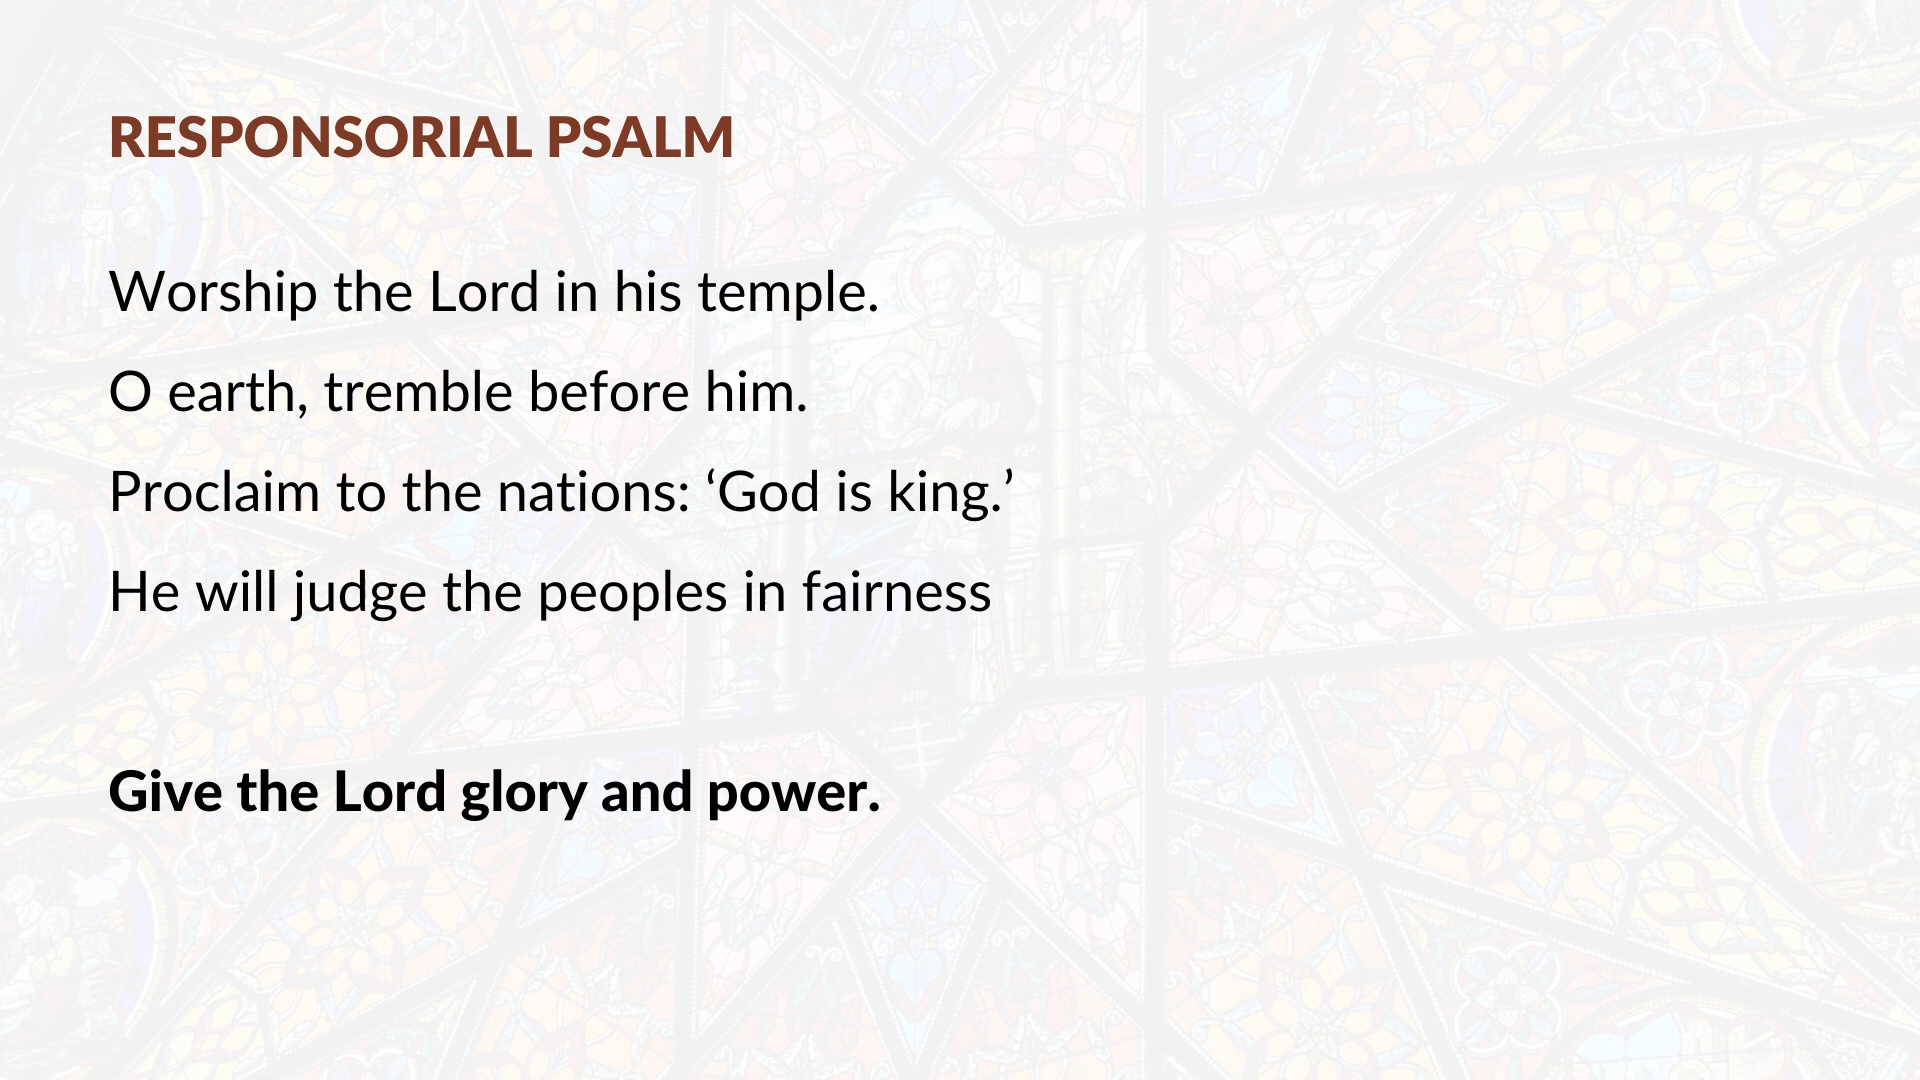 RESPONSORIAL PSALM
Worship the Lord in his temple.
O earth, tremble before him.
Proclaim to the nations: ‘God is king.’
He will judge the peoples in fairness
Give the Lord glory and power.